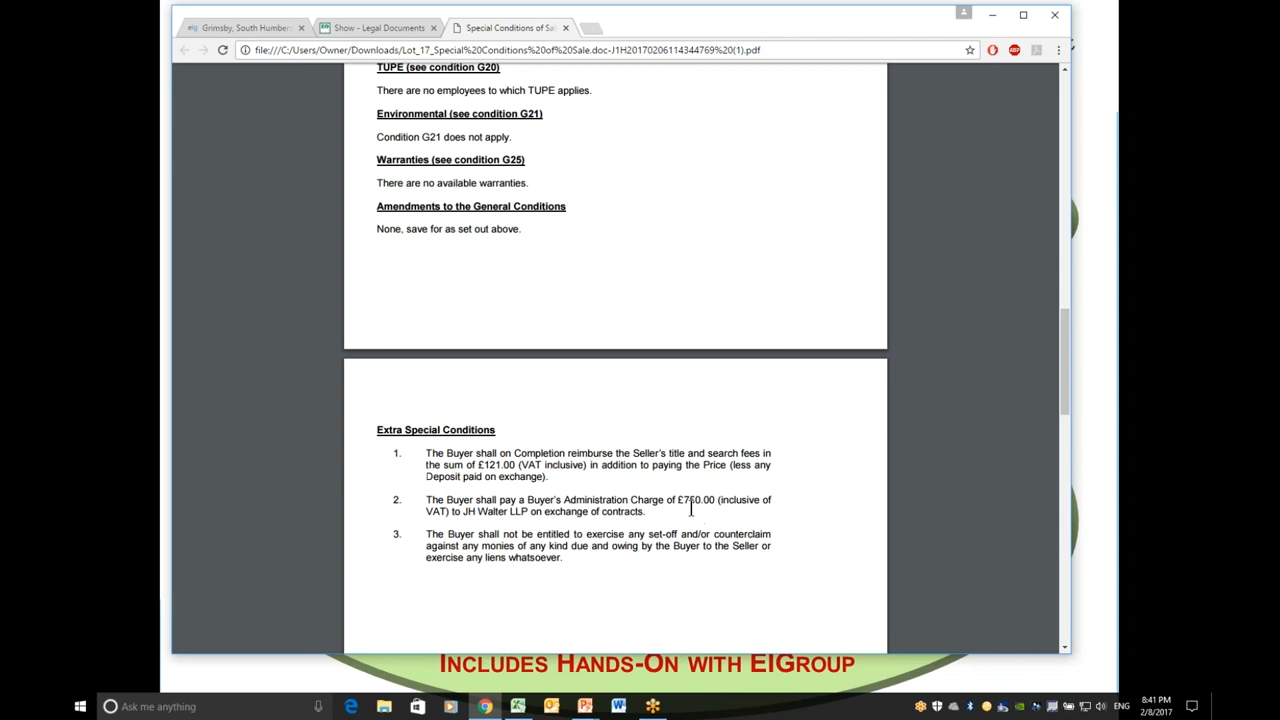 Grimsby, South Humber
Show - Legal Documents
Special Conditions of Sa
file:///C:/Users/Owner/Downloads/Lot_17_Special%20Conditions%20of%20Sale.doc-J1H20170206114344769%20(1).pdf
TUPE (see condition G20)
There are no employees to which TUPE applies.
Environmental (see condition G21)
Condition G21 does not apply.
Warranties (see condition G25)
There are no available warranties.
Amendments to the General Conditions
None, save for as set out above.
Extra Special Conditions
1. The Buyer shall on Completion reimburse the Seller's title and search fees in
the sum of £121.00 (VAT inclusive) in addition to paying the Price (less any
Deposit paid on exchange).
2. The Buyer shall pay a Buyer's Administration Charge of £750.00 (inclusive of
VAT) to JH Walter LLP on exchange of contracts.
3. The Buyer shall not be entitled to exercise any set-off and/or counterclaim
against any monies of any kind due and owing by the Buyer to the Seller or
exercise any liens whatsoever.
INCLUDES HANDS-ON WITH EIGROUP
Ask me anything
ENG
8:41 PM
2/8/2017